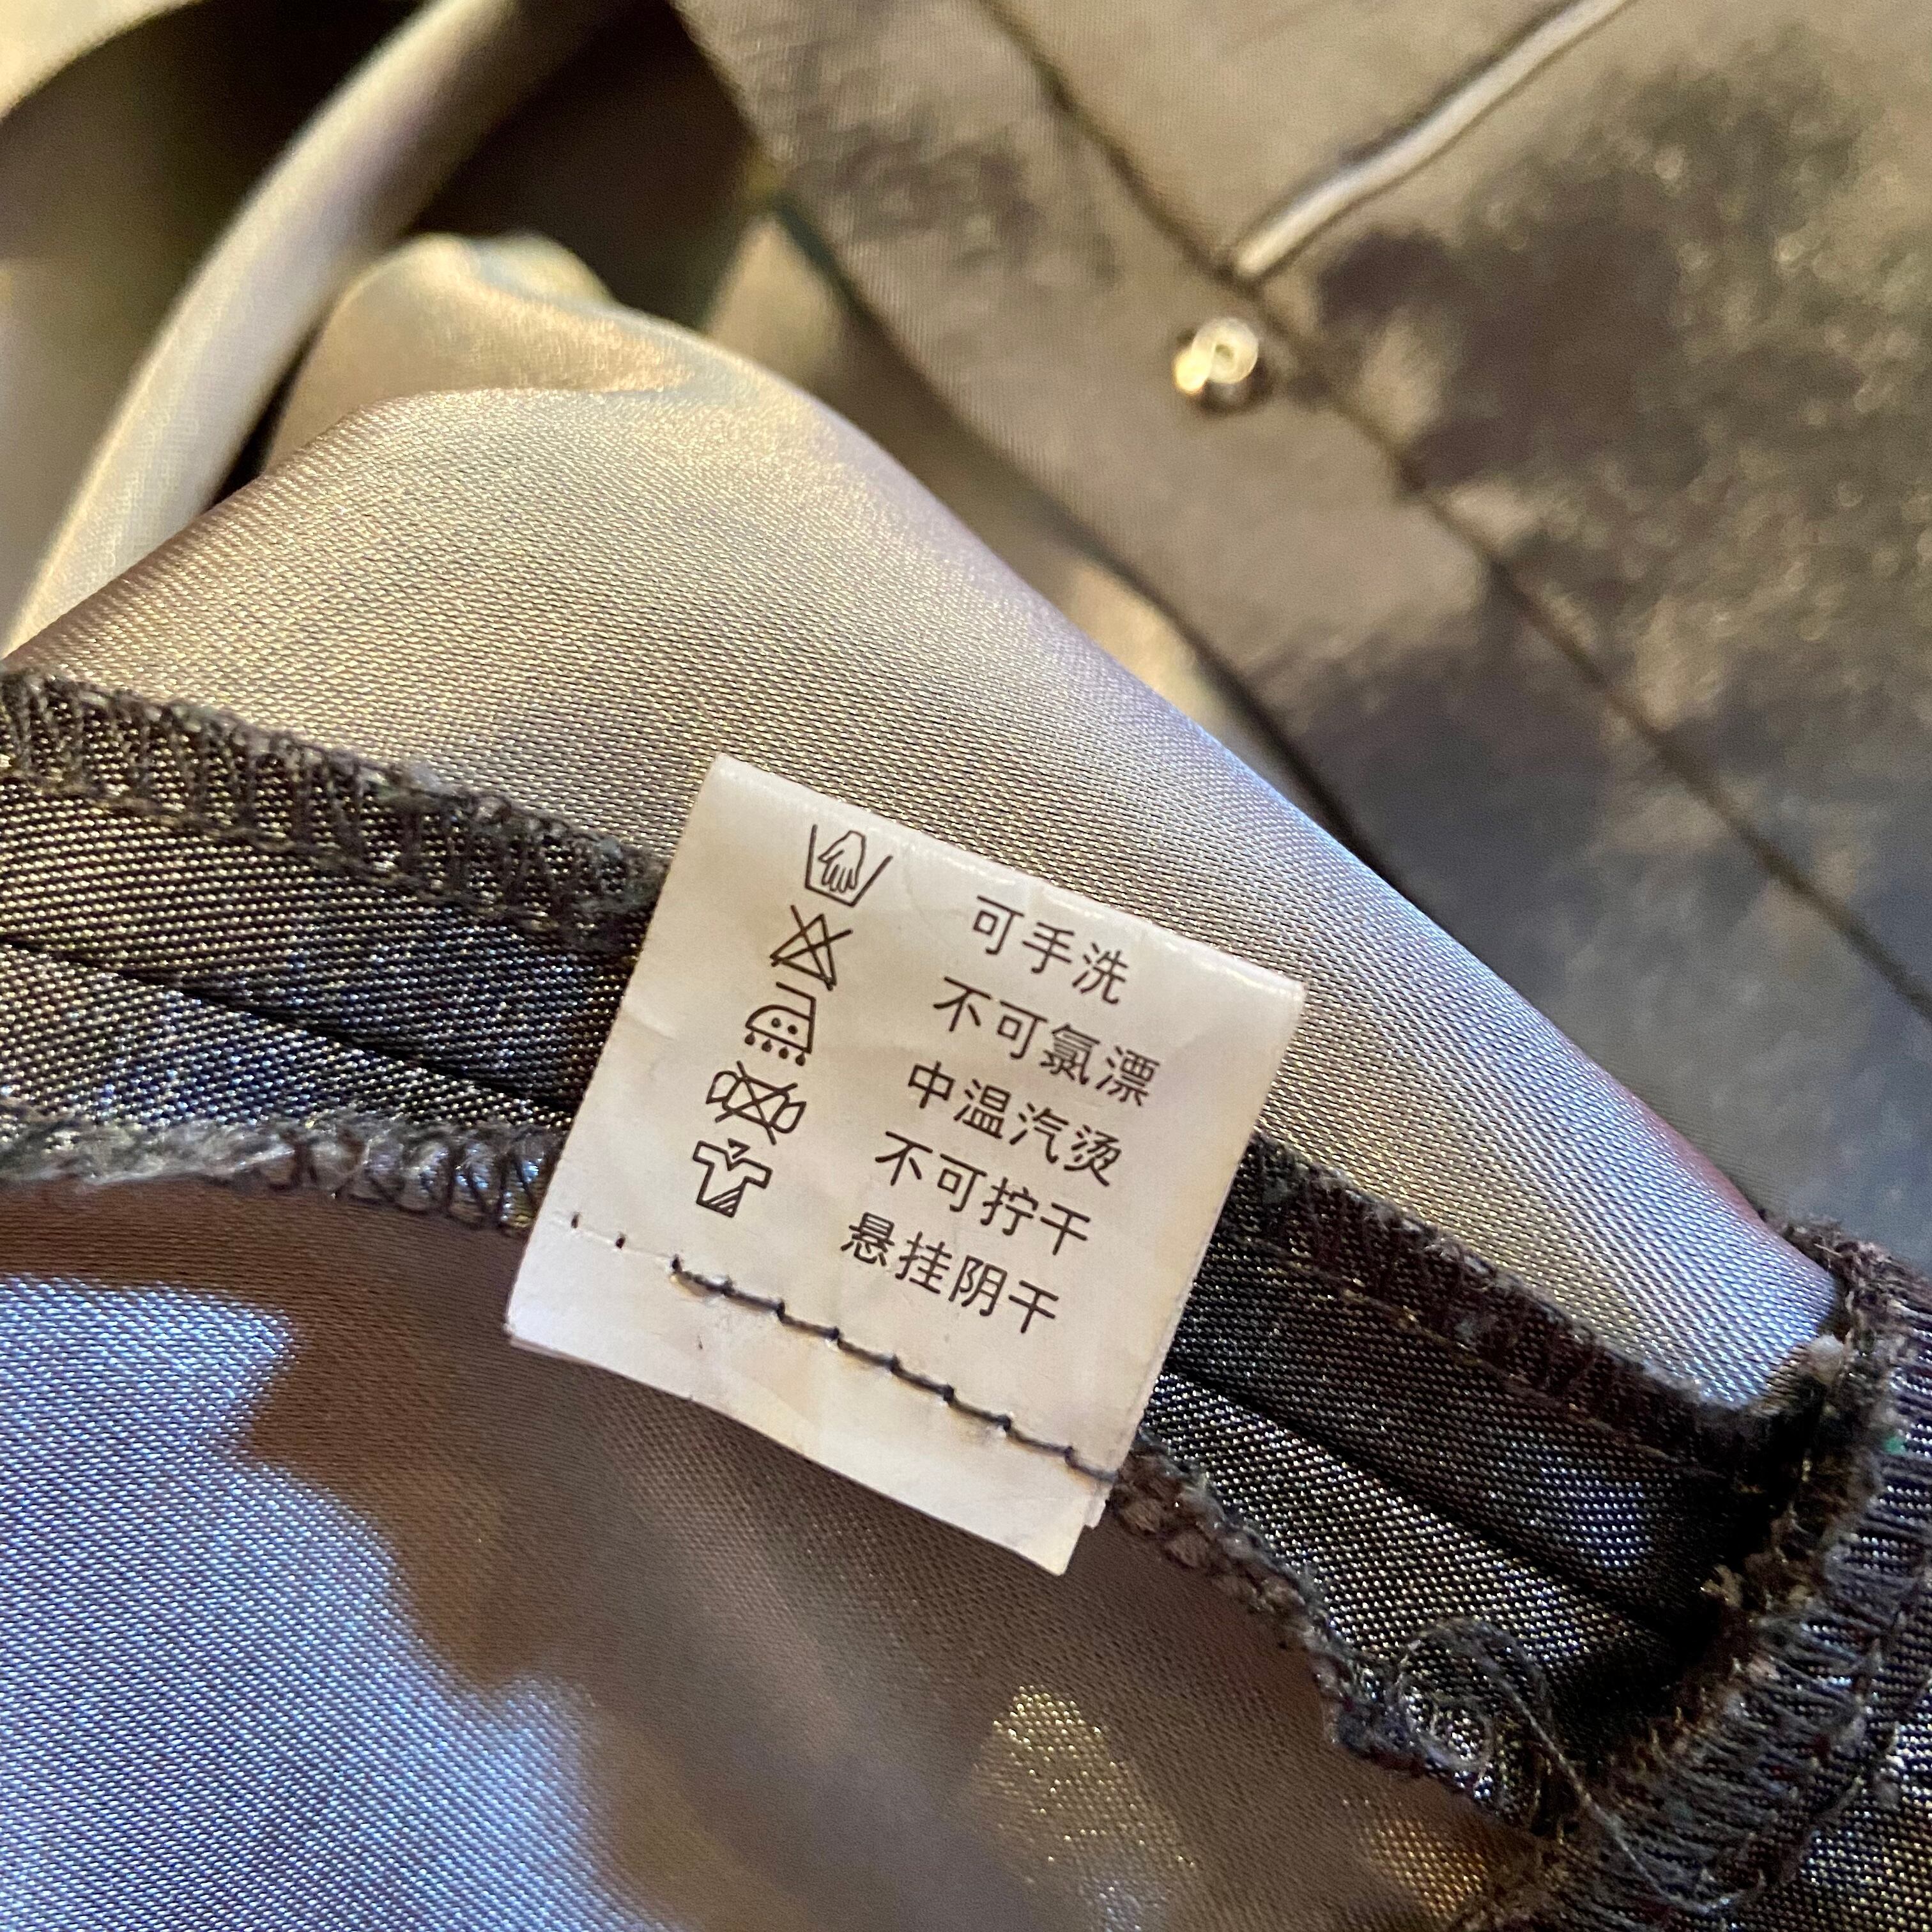 可手洗
不可氯漂
中温汽烫
不可拧干
悬挂阴干